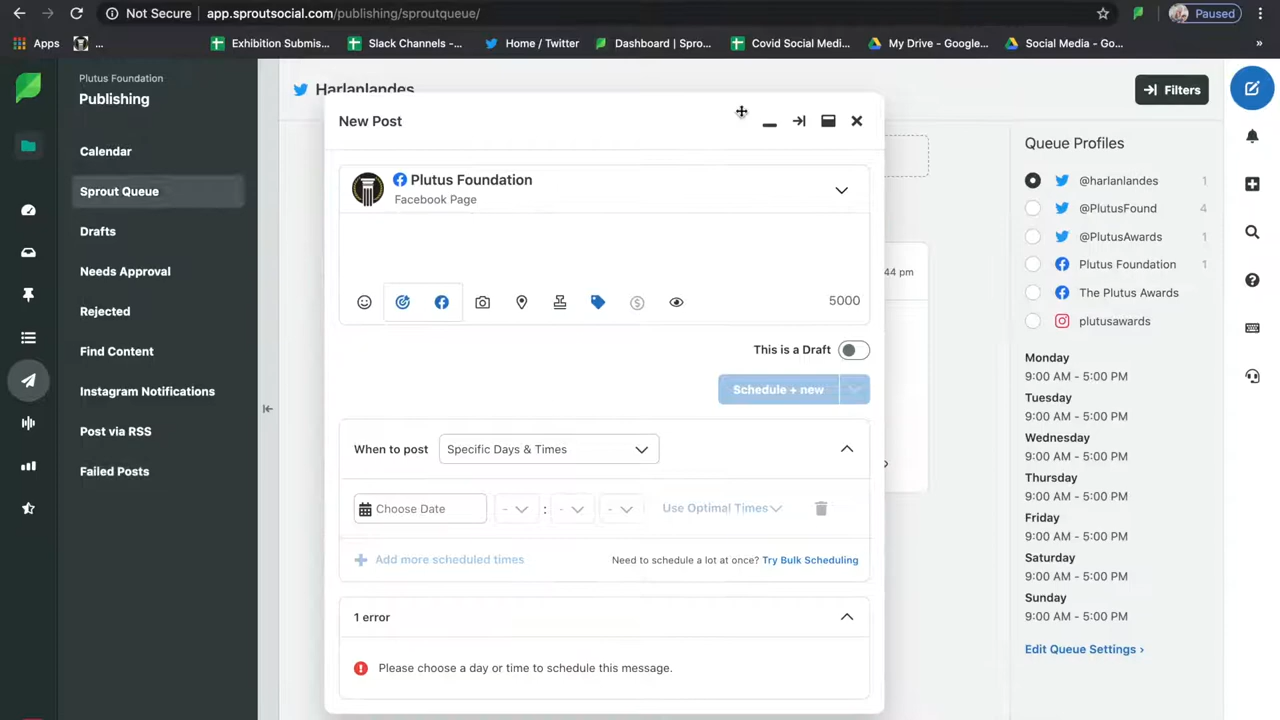 Not Secure
app.sproutsocial.com/publishing/sproutqueue/
Paused
Apps
...
Exhibition Submis...
Slack Channels -...
Home / Twitter
Dashboard | Spro...
Covid Social Medi...
My Drive - Google...
Social Media - Go...
»
Plutus Foundation
Publishing
Calendar
Sprout Queue
Drafts
Needs Approval
Rejected
Find Content
Instagram Notifications
Post via RSS
Failed Posts
Harlanlandes
Filters
New Post
Plutus Foundation
Facebook Page
5000
This is a Draft
Schedule + new
When to post
Specific Days & Times
Choose Date
- : - -
Use Optimal Times
Add more scheduled times
Need to schedule a lot at once? Try Bulk Scheduling
1 error
Please choose a day or time to schedule this message.
44 pm
Queue Profiles
@harlanlandes 1
@PlutusFound 4
@PlutusAwards 1
Plutus Foundation 1
The Plutus Awards
plutusawards
Monday
9:00 AM - 5:00 PM
Tuesday
9:00 AM - 5:00 PM
Wednesday
9:00 AM - 5:00 PM
Thursday
9:00 AM - 5:00 PM
Friday
9:00 AM - 5:00 PM
Saturday
9:00 AM - 5:00 PM
Sunday
9:00 AM - 5:00 PM
Edit Queue Settings ›